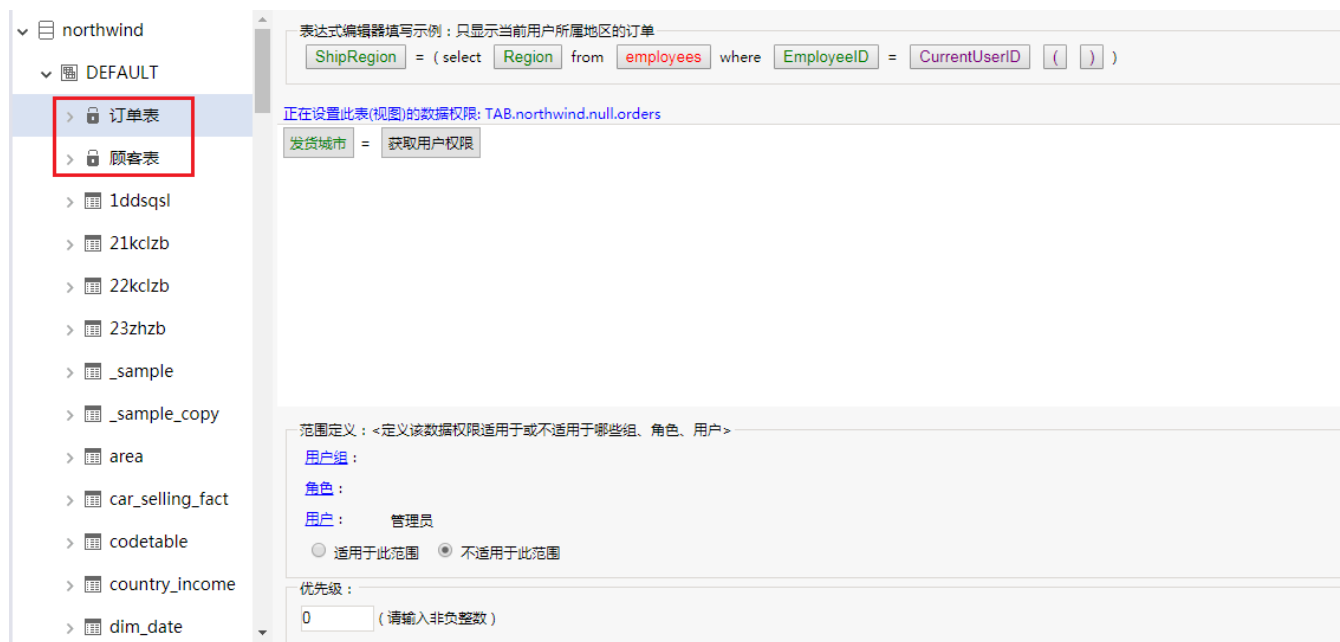 northwind
DEFAULT
订单表
顾客表
1ddsqsl
21kclzb
22kclzb
23zhzb
_sample
_sample_copy
area
car_selling_fact
codetable
country_income
dim_date
表达式编辑器填写示例：只显示当前用户所属地区的订单
ShipRegion = ( select Region from employees where EmployeeID = CurrentUserID ( ) )
正在设置此表(视图)的数据权限: TAB.northwind.null.orders
发货城市 = 获取用户权限
范围定义：<定义该数据权限适用于或不适用于哪些组、角色、用户>
用户组：
角色：
用户： 管理员
适用于此范围 不适用于此范围
优先级：
0 ( 请输入非负整数 )